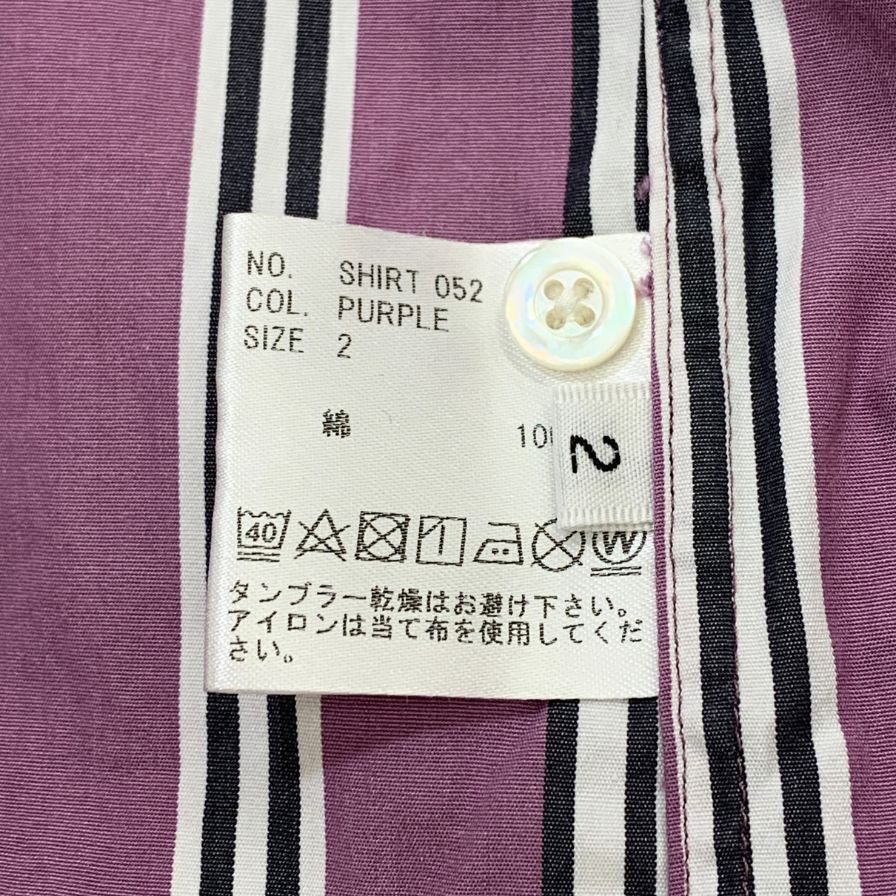 NO. SHIRT 052
COL. PURPLE
SIZE 2
綿
2
40
W
タンブラー乾燥はお避け下さい。
アイロンは当て布を使用してくだ
さい。